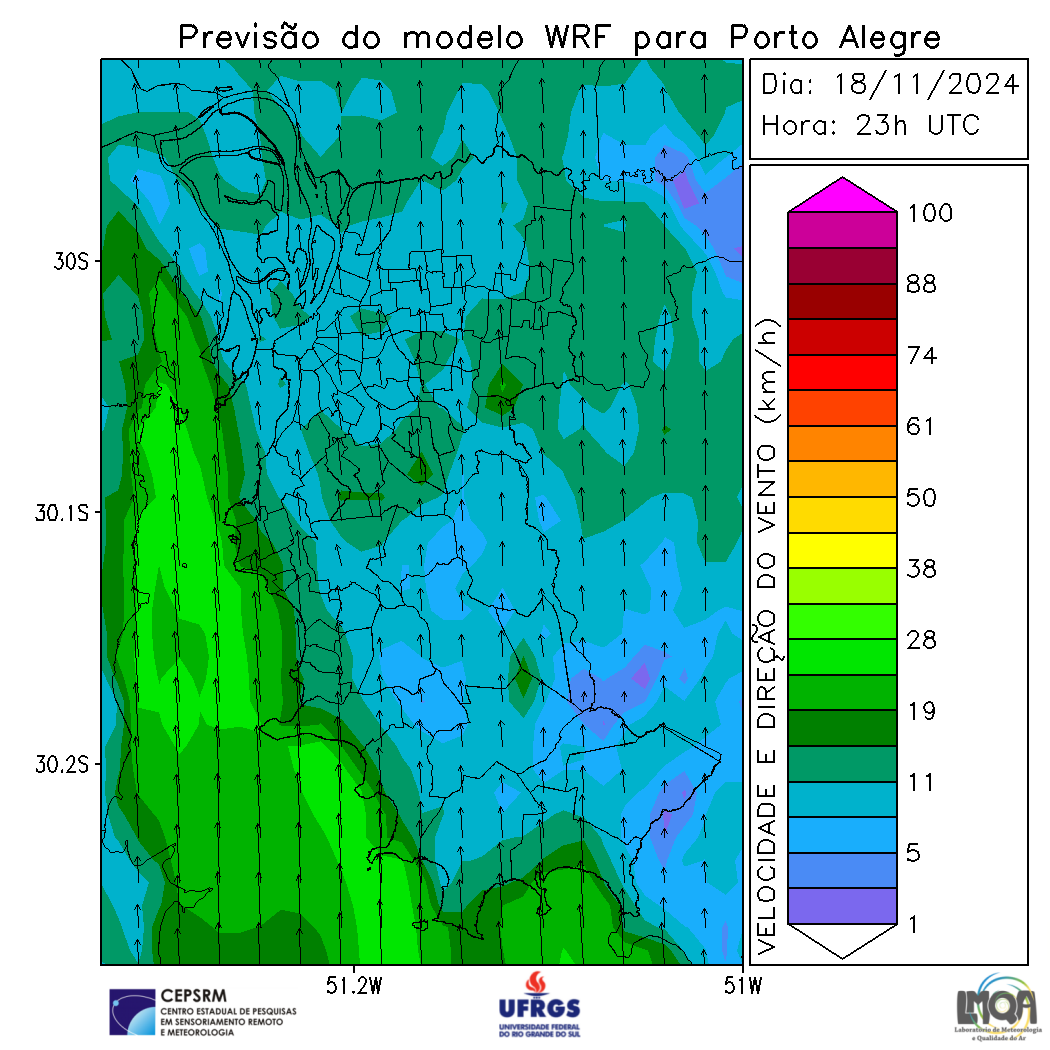 Previsão do modelo WRF para Porto Alegre
Dia: 18/11/2024
Hora: 23h UTC
30S
30.1S
30.2S
51.2W
51W
VELOCIDADE E DIREÇÃO DO VENTO (km/h)
100
88
74
61
50
38
28
19
11
5
1
CEPSRM
CENTRO ESTADUAL DE PESQUISAS
EM SENSORIAMENTO REMOTO
E METEOROLOGIA
UFRGS
UNIVERSIDADE FEDERAL
DO RIO GRANDE DO SUL
LMQA
Laboratório de Meteorologia
e Qualidade do Ar